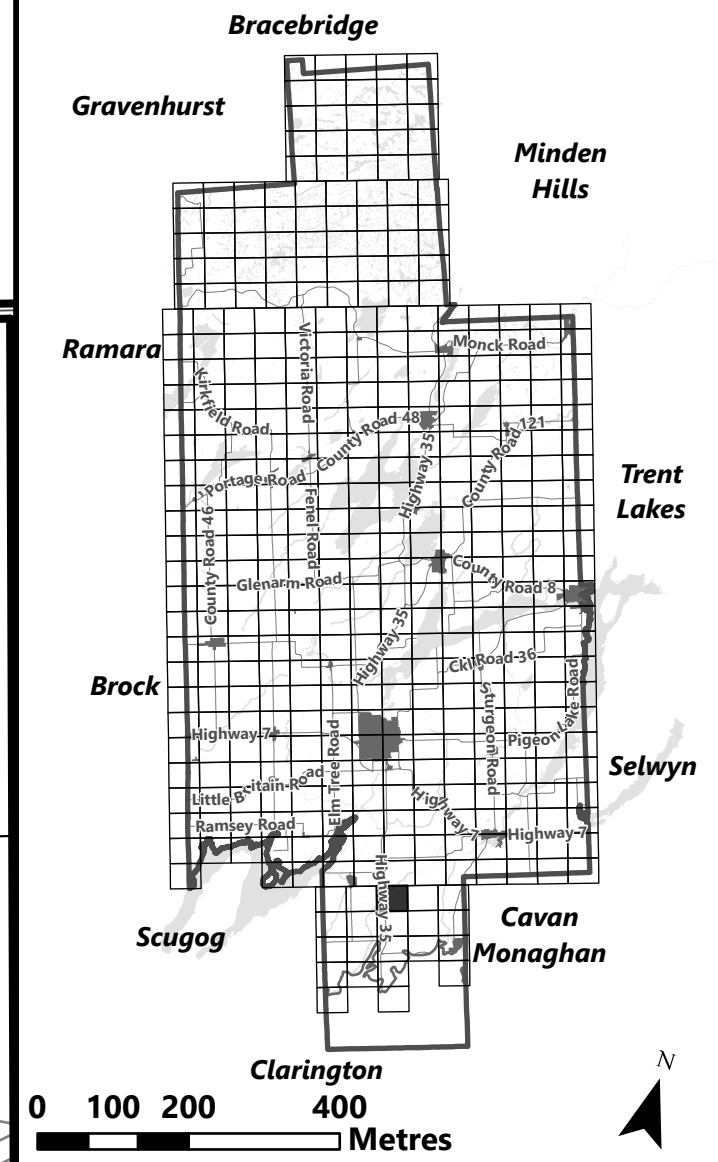 Bracebridge
Gravenhurst
Minden
Hills
Ramara
Monck Road
Victoria Road
Kirkfield Road
County Road 48
121
County Road
Highway 35
Portage Road
Trent
Lakes
Fenel Road
County Road 46
County Road 8
Glenarm Road
Highway 35
Ckl Road 36
Brock
Sturgeon Road
Pigeon Lake Road
Highway 7
Elm Tree Road
Selwyn
Little Britain Road
Highway 7
Ramsey Road
Highway 7
Highway 35
Scugog
Cavan
Monaghan
Clarington
N
0 100 200 400
Metres